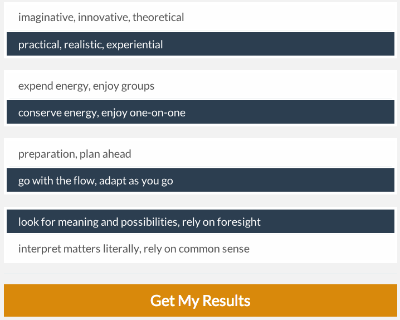 imaginative, innovative, theoretical
practical, realistic, experiential
expend energy, enjoy groups
conserve energy, enjoy one-on-one
preparation, plan ahead
go with the flow, adapt as you go
look for meaning and possibilities, rely on foresight
interpret matters literally, rely on common sense
Get My Results